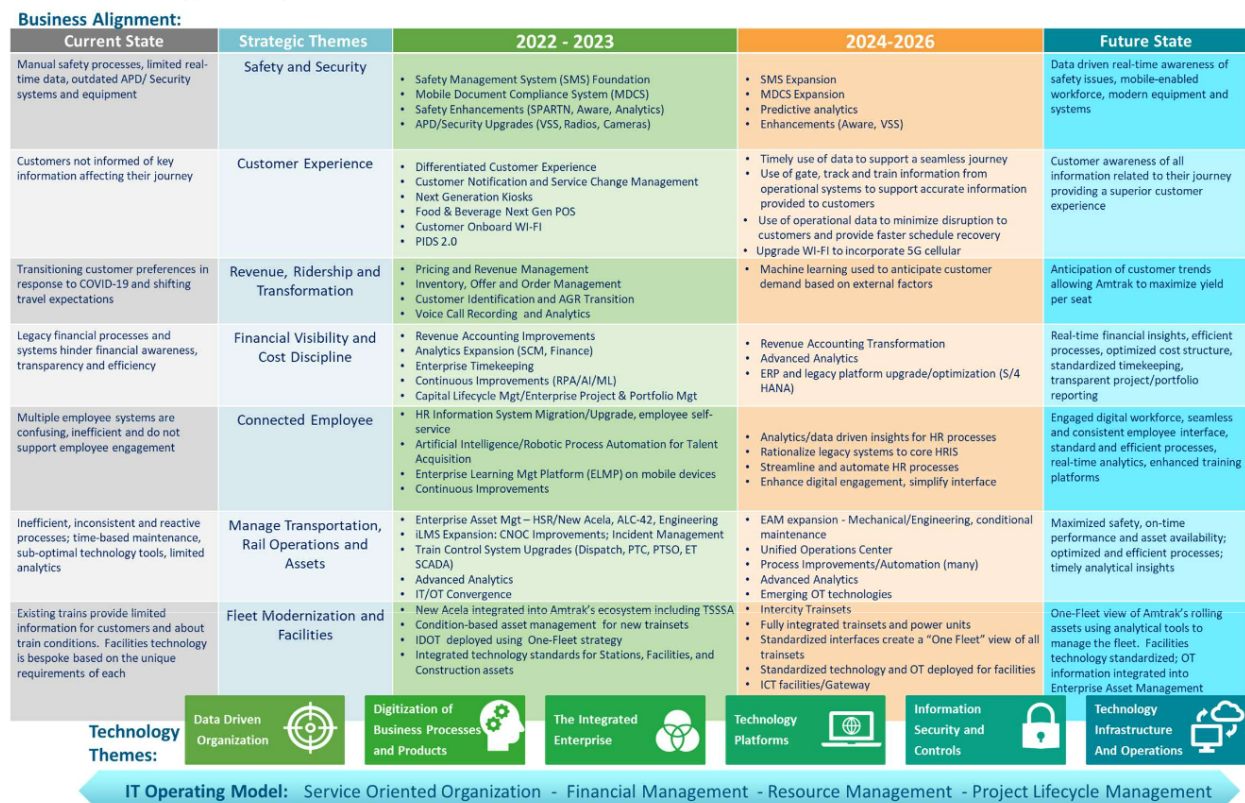 Business Alignment:
Current State
Strategic Themes
2022 - 2023
2024-2026
Future State
Manual safety processes, limited real-
time data, outdated APD/ Security
systems and equipment
Safety and Security
• Safety Management System (SMS) Foundation
• Mobile Document Compliance System (MDCS)
• Safety Enhancements (SPARTN, Aware, Analytics)
• APD/Security Upgrades (VSS, Radios, Cameras)
• SMS Expansion
• MDCS Expansion
• Predictive analytics
• Enhancements (Aware, VSS)
Data driven real-time awareness of
safety issues, mobile-enabled
workforce, modern equipment and
systems
Customers not informed of key
information affecting their journey
Customer Experience
• Differentiated Customer Experience
• Customer Notification and Service Change Management
• Next Generation Kiosks
• Food & Beverage Next Gen POS
• Customer Onboard WI-FI
• PIDS 2.0
• Timely use of data to support a seamless journey
• Use of gate, track and train information from
operational systems to support accurate information
provided to customers
• Use of operational data to minimize disruption to
customers and provide faster schedule recovery
• Upgrade WI-FI to incorporate 5G cellular
Customer awareness of all
information related to their journey
providing a superior customer
experience
Transitioning customer preferences in
response to COVID-19 and shifting
travel expectations
Revenue, Ridership and
Transformation
• Pricing and Revenue Management
• Inventory, Offer and Order Management
• Customer Identification and AGR Transition
• Voice Call Recording and Analytics
• Machine learning used to anticipate customer
demand based on external factors
Anticipation of customer trends
allowing Amtrak to maximize yield
per seat
Legacy financial processes and
systems hinder financial awareness,
transparency and efficiency
Financial Visibility and
Cost Discipline
• Revenue Accounting Improvements
• Analytics Expansion (SCM, Finance)
• Enterprise Timekeeping
• Continuous Improvements (RPA/AI/ML)
• Capital Lifecycle Mgt/Enterprise Project & Portfolio Mgt
• Revenue Accounting Transformation
• Advanced Analytics
• ERP and legacy platform upgrade/optimization (S/4
HANA)
Real-time financial insights, efficient
processes, optimized cost structure,
standardized timekeeping,
transparent project/portfolio
reporting
Multiple employee systems are
confusing, inefficient and do not
support employee engagement
Connected Employee
• HR Information System Migration/Upgrade, employee self-
service
• Artificial Intelligence/Robotic Process Automation for Talent
Acquisition
• Enterprise Learning Mgt Platform (ELMP) on mobile devices
• Continuous Improvements
• Analytics/data driven insights for HR processes
• Rationalize legacy systems to core HRIS
• Streamline and automate HR processes
• Enhance digital engagement, simplify interface
Engaged digital workforce, seamless
and consistent employee interface,
standard and efficient processes,
real-time analytics, enhanced training
platforms
Inefficient, inconsistent and reactive
processes; time-based maintenance,
sub-optimal technology tools, limited
analytics
Manage Transportation,
Rail Operations and
Assets
• Enterprise Asset Mgt – HSR/New Acela, ALC-42, Engineering
• iLMS Expansion: CNOC Improvements; Incident Management
• Train Control System Upgrades (Dispatch, PTC, PTSO, ET
SCADA)
• Advanced Analytics
• IT/OT Convergence
• EAM expansion - Mechanical/Engineering, conditional
maintenance
• Unified Operations Center
• Process Improvements/Automation (many)
• Advanced Analytics
• Emerging OT technologies
Maximized safety, on-time
performance and asset availability;
optimized and efficient processes;
timely analytical insights
Existing trains provide limited
information for customers and about
train conditions. Facilities technology
is bespoke based on the unique
requirements of each
Fleet Modernization and
Facilities
• New Acela integrated into Amtrak's ecosystem including TSSSA
• Condition-based asset management for new trainsets
• IDOT deployed using One-Fleet strategy
• Integrated technology standards for Stations, Facilities, and
Construction assets
• Intercity Trainsets
• Fully integrated trainsets and power units
• Standardized interfaces create a “One Fleet” view of all
trainsets
• Standardized technology and OT deployed for facilities
• ICT facilities/Gateway
One-Fleet view of Amtrak's rolling
assets using analytical tools to
manage the fleet. Facilities
technology standardized; OT
information integrated into
Enterprise Asset Management
Technology
Themes:
Data Driven
Organization
Digitization of
Business Processes
and Products
The Integrated
Enterprise
Technology
Platforms
Information
Security and
Controls
Technology
Infrastructure
And Operations
IT Operating Model: Service Oriented Organization - Financial Management - Resource Management - Project Lifecycle Management